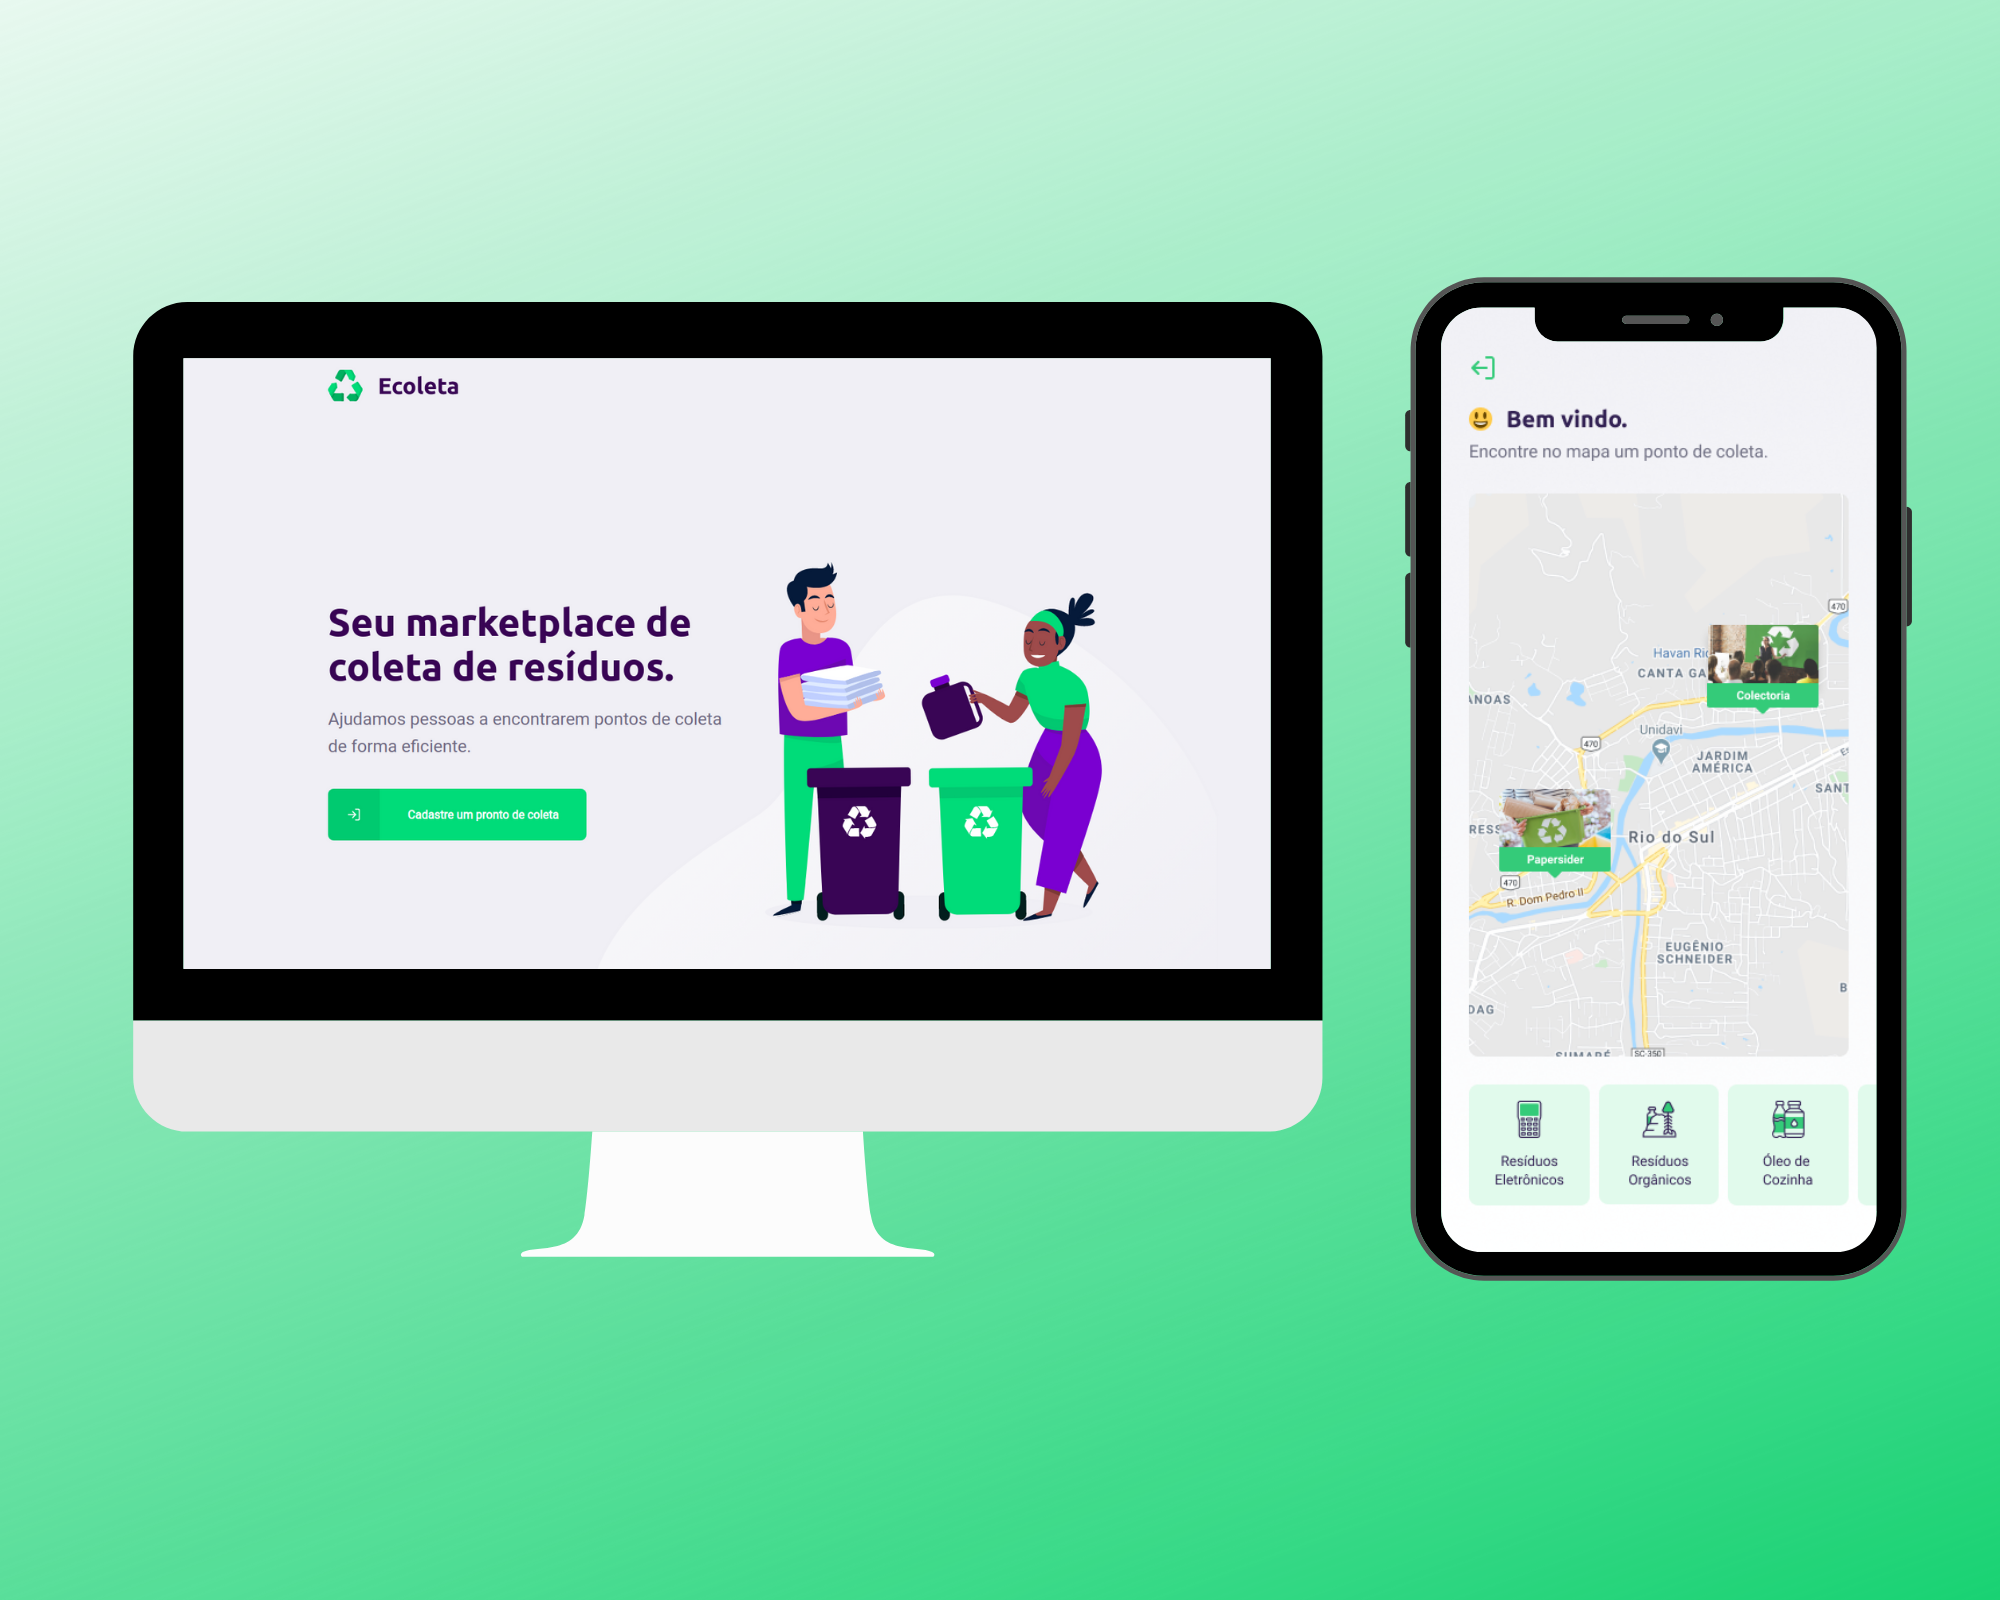 Ecoleta
Seu marketplace de
coleta de resíduos.
Ajudamos pessoas a encontrarem pontos de coleta
de forma eficiente.
Cadastre um pronto de coleta
Bem vindo.
Encontre no mapa um ponto de coleta.
470
Havan Rio
CANTA GA
Colectoria
ANOAS
Unidavi
470
JARDIM
AMÉRICA
SANT
RESS
Rio do Sul
Papersider
470
R. Dom Pedro II
EUGÊNIO
SCHNEIDER
B
DAG
SUMARÉ
SC-350
Resíduos
Eletrônicos
Resíduos
Orgânicos
Óleo de
Cozinha